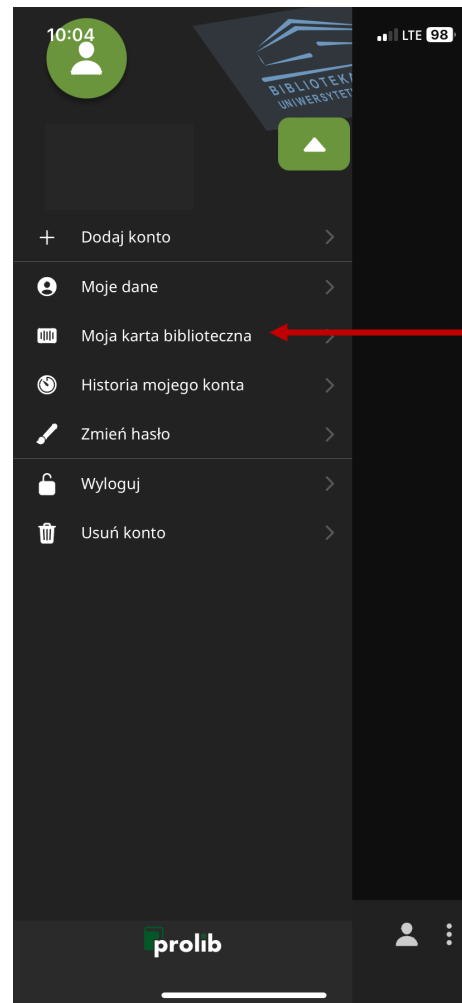 10:04
LTE 98
BIBLIOTEKA
UNIWERSYTET
Dodaj konto
Moje dane
Moja karta biblioteczna
Historia mojego konta
Zmień hasło
Wyloguj
Usuń konto
prolib